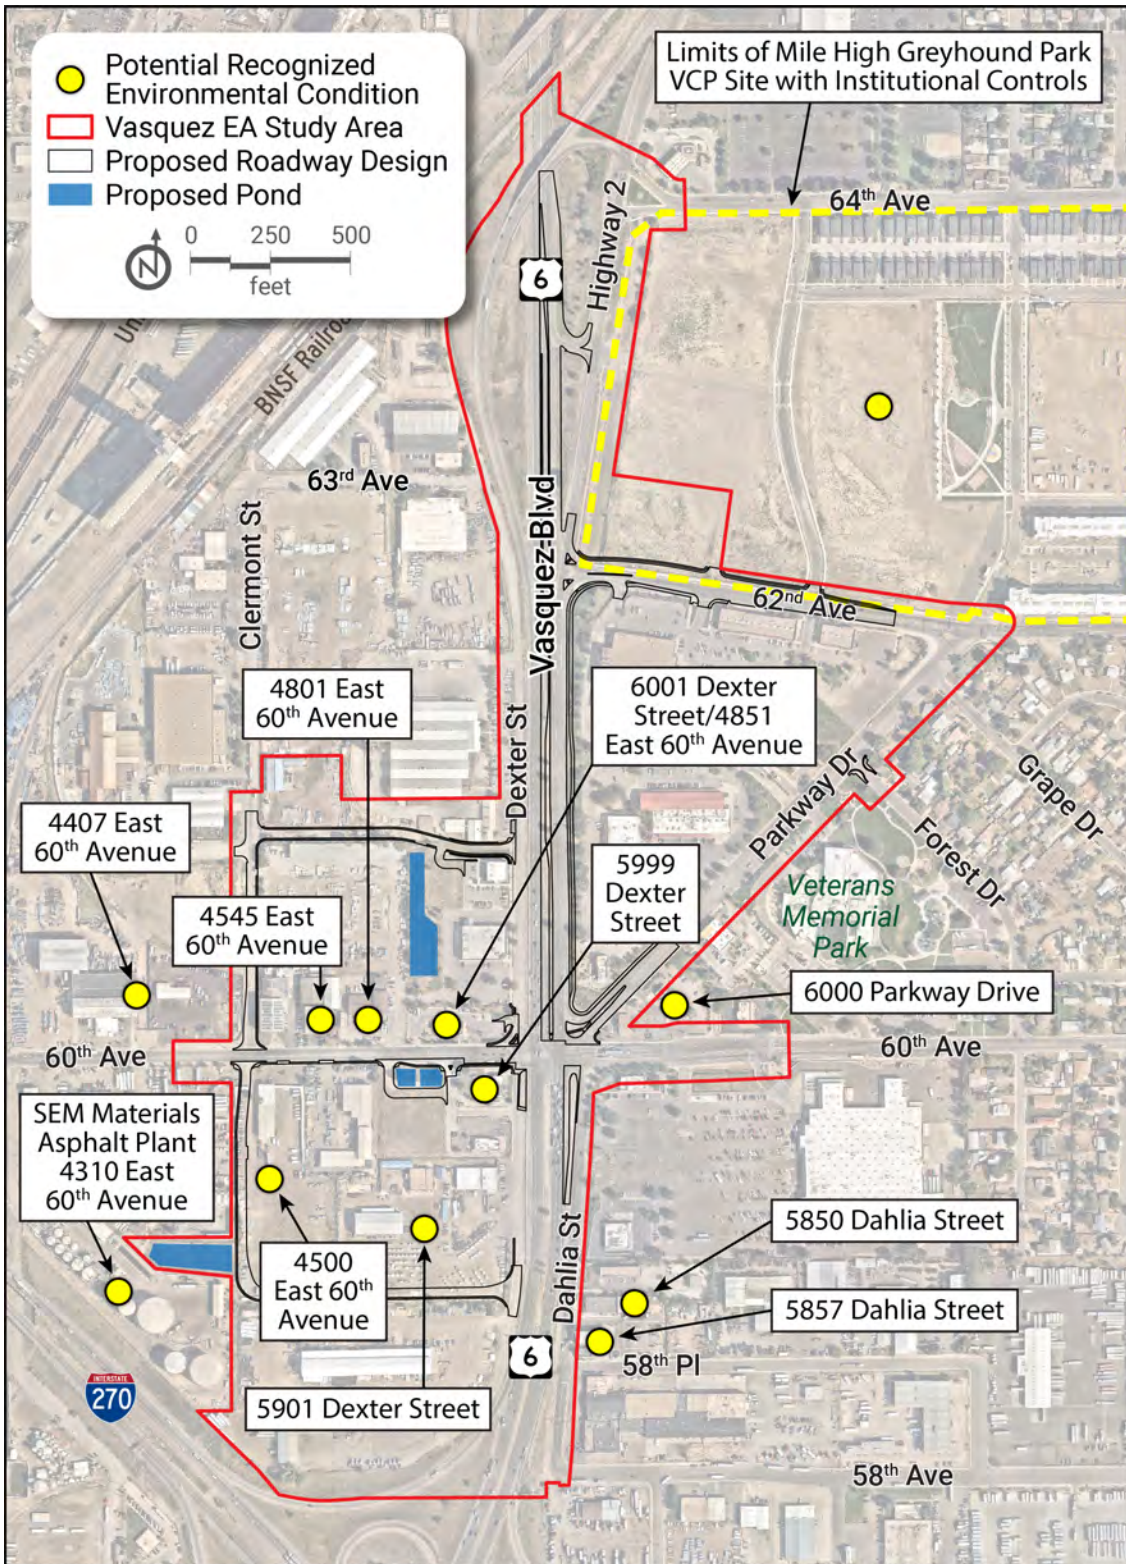 Potential Recognized
Environmental Condition
Vasquez EA Study Area
Proposed Roadway Design
Proposed Pond
N
0 250 500
feet
Limits of Mile High Greyhound Park
VCP Site with Institutional Controls
64th Ave
Highway 2
6
BNSF Railroa
63rd Ave
Clermont St
Vasquez Blvd
62nd Ave
4801 East
60th Avenue
6001 Dexter
Street/4851
East 60th Avenue
Dexter St
Parkway Dr
Grape Dr
Forest Dr
4407 East
60th Avenue
5999
Dexter
Street
4545 East
60th Avenue
Veterans
Memorial
Park
6000 Parkway Drive
60th Ave
60th Ave
SEM Materials
Asphalt Plant
4310 East
60th Avenue
4500
East 60th
Avenue
5850 Dahlia Street
Dahlia St
5857 Dahlia Street
6
58th Pl
INTERSTATE
270
5901 Dexter Street
58th Ave